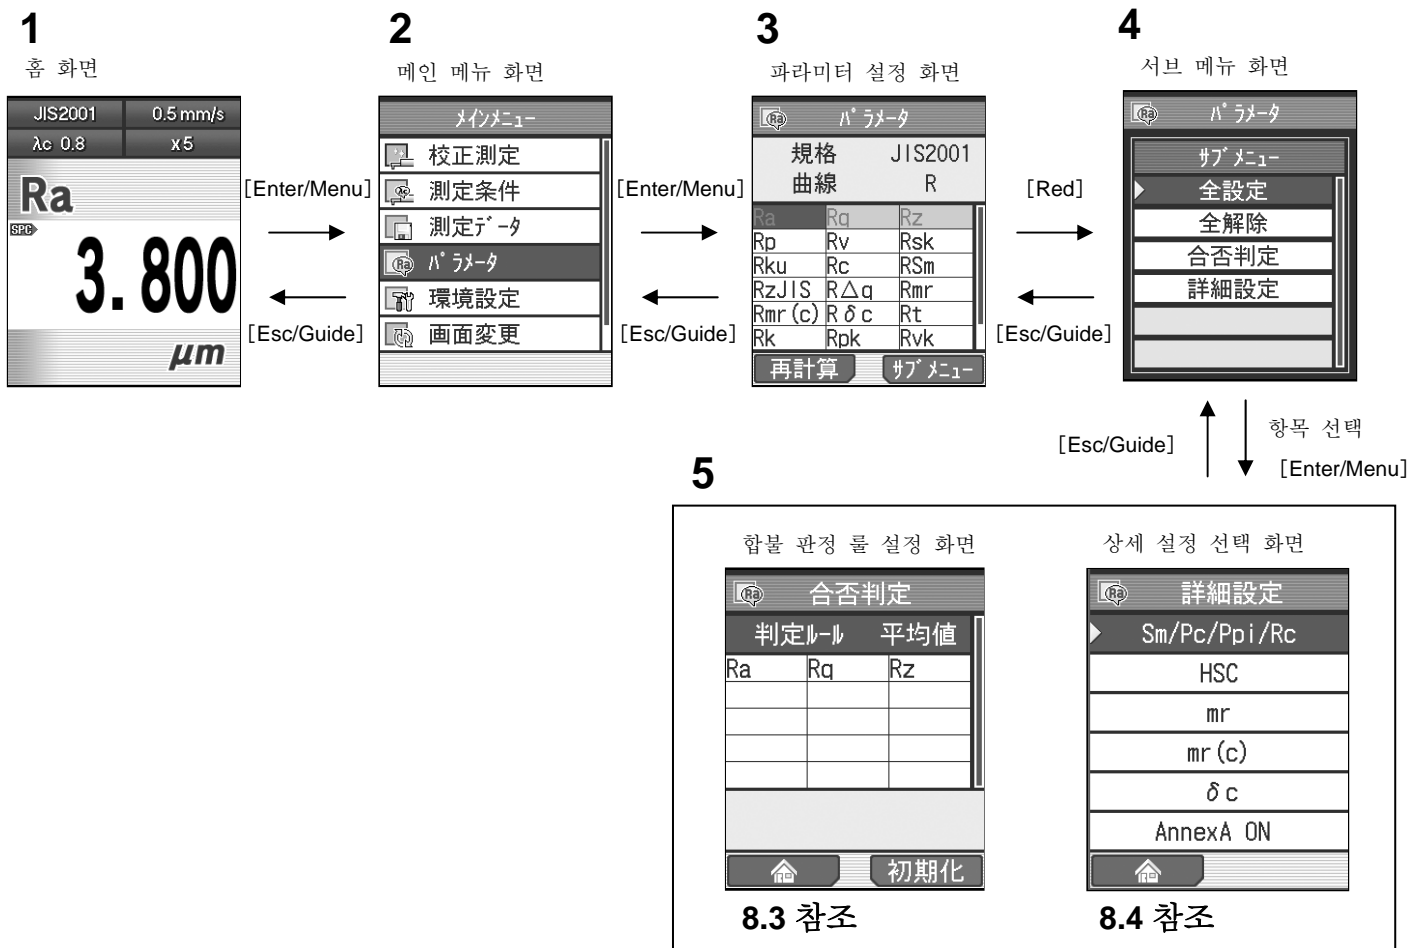 1
홈 화면
JIS2001 0.5 mm/s
λc 0.8 x5
Ra
SPC
3.800
μm
[Enter/Menu]
[Esc/Guide]
2
메인 메뉴 화면
メインメニュー
校正測定
測定条件
測定データ
パラメータ
環境設定
画面変更
[Enter/Menu]
[Esc/Guide]
3
파라미터 설정 화면
Ra パラメータ
規格 JIS2001
曲線 R
Ra Rq Rz
Rp Rv Rsk
Rku Rc RSm
RzJIS R△q Rmr
Rmr(c) Rδc Rt
Rk Rpk Rvk
再計算 サブメニュー
[Red]
[Esc/Guide]
4
서브 메뉴 화면
Ra パラメータ
サブメニュー
全設定
全解除
合否判定
詳細設定
[Esc/Guide]
항목 선택
[Enter/Menu]
5
합불 판정 룰 설정 화면
Ra 合否判定
判定ルール 平均値
Ra Rq Rz
初期化
8.3 참조
상세 설정 선택 화면
Ra 詳細設定
Sm/Pc/Ppi/Rc
HSC
mr
mr(c)
δc
AnnexA ON
8.4 참조